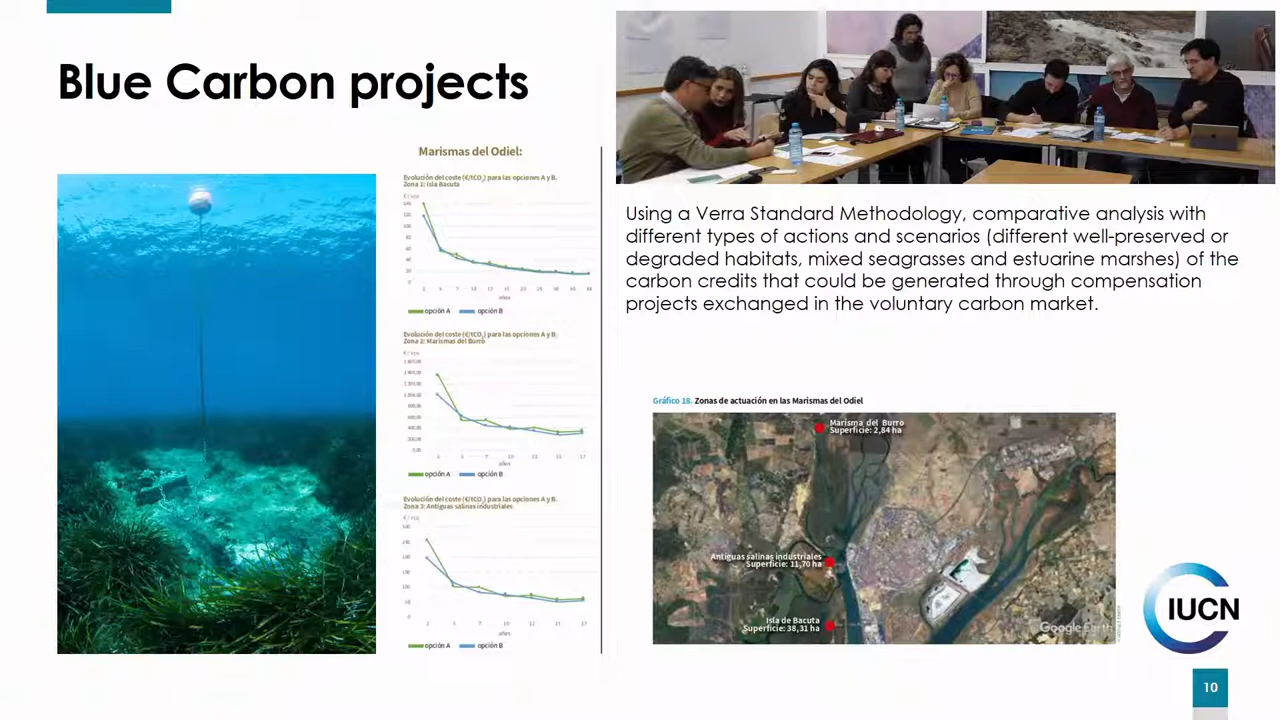 Blue Carbon projects
Marismas del Odiel:
Evolución del coste (€/tCO₂) para las opciones A y B.
Zona 1: Isla Bacuta
años
opción A opción B
Evolución del coste (€/tCO₂) para las opciones A y B.
Zona 2: Marismas del Burro
años
opción A opción B
Evolución del coste (€/tCO₂) para las opciones A y B.
Zona 3: Antiguas salinas industriales
años
opción A opción B
Using a Verra Standard Methodology, comparative analysis with
different types of actions and scenarios (different well-preserved or
degraded habitats, mixed seagrasses and estuarine marshes) of the
carbon credits that could be generated through compensation
projects exchanged in the voluntary carbon market.
Gráfico 18. Zonas de actuación en las Marismas del Odiel
Marisma del Burro
Superficie: 2,84 ha
Antiguas salinas industriales
Superficie: 11,70 ha
Isla de Bacuta
Superficie: 38,31 ha
Google Earth
IUCN
10